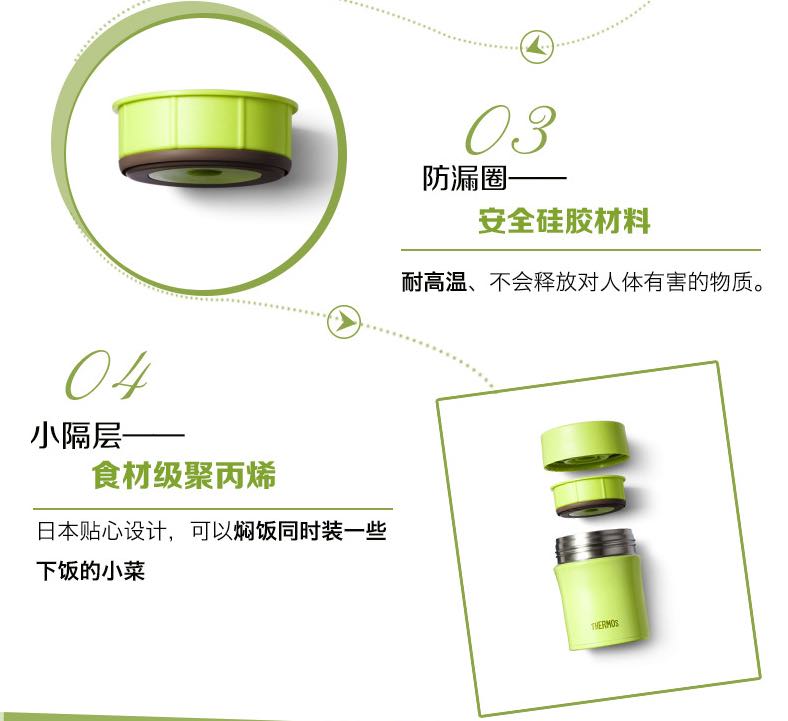 03
防漏圈——
安全硅胶材料
耐高温、不会释放对人体有害的物质。
04
小隔层——
食材级聚丙烯
日本贴心设计，可以焖饭同时装一些
下饭的小菜
THERMOS